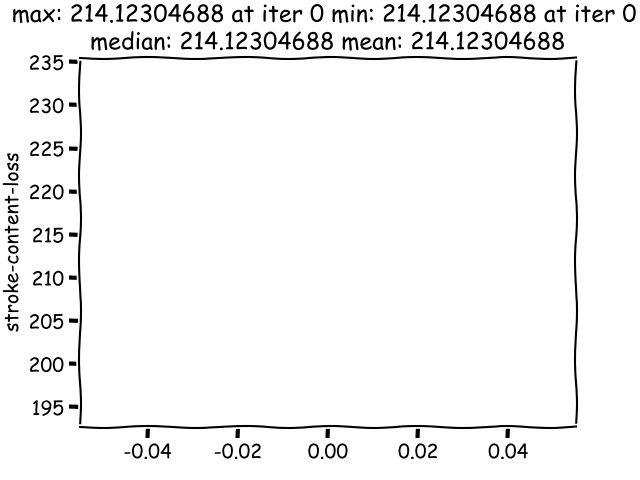 max: 214.12304688 at iter 0 min: 214.12304688 at iter 0
median: 214.12304688 mean: 214.12304688
235
230
225
220
215
210
205
200
195
stroke-content-loss
-0.04 -0.02 0.00 0.02 0.04